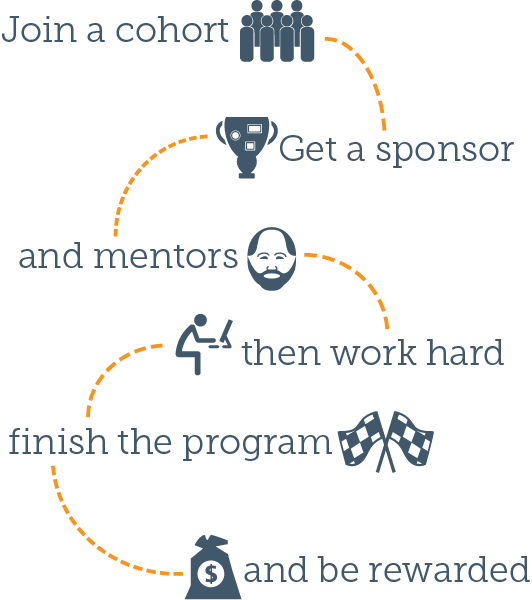 Join a cohort
Get a sponsor
and mentors
then work hard
finish the program
$ and be rewarded